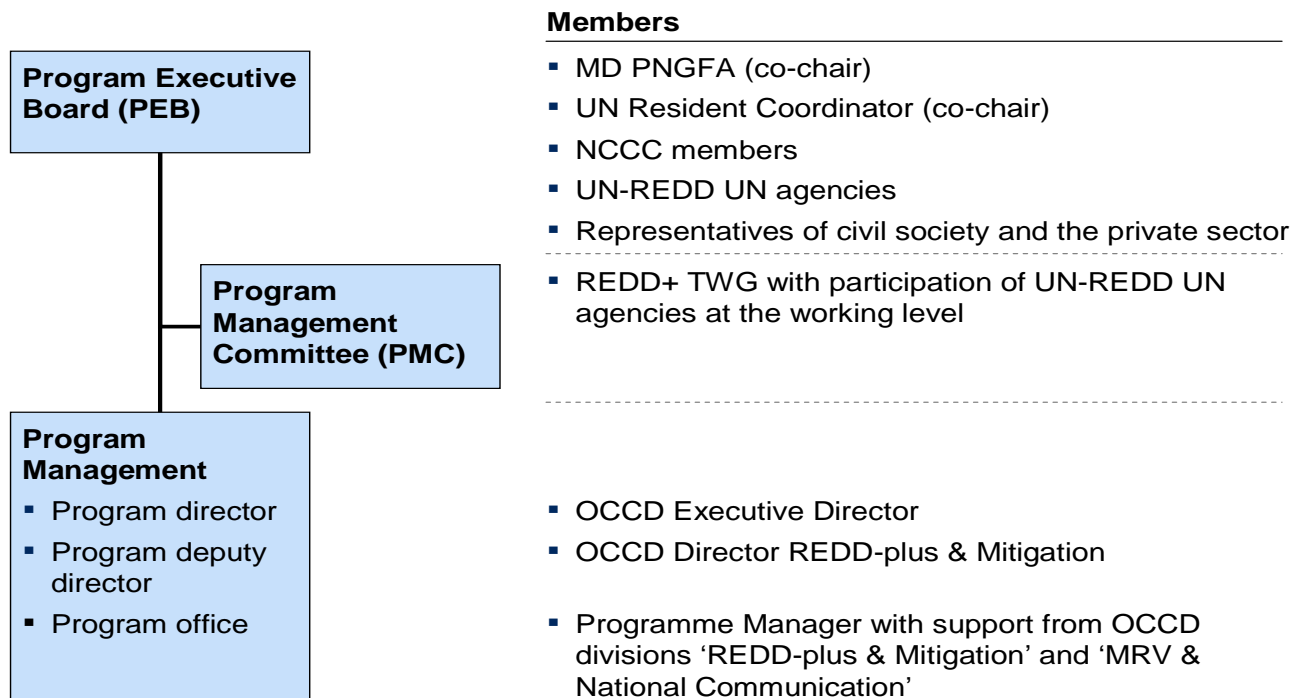 Members
Program Executive
Board (PEB)
▪ MD PNGFA (co-chair)
▪ UN Resident Coordinator (co-chair)
▪ NCCC members
▪ UN-REDD UN agencies
▪ Representatives of civil society and the private sector
Program
Management
Committee (PMC)
▪ REDD+ TWG with participation of UN-REDD UN
agencies at the working level
Program
Management
▪ Program director
▪ Program deputy
director
▪ Program office
▪ OCCD Executive Director
▪ OCCD Director REDD-plus & Mitigation
▪ Programme Manager with support from OCCD
divisions ‘REDD-plus & Mitigation’ and ‘MRV &
National Communication’